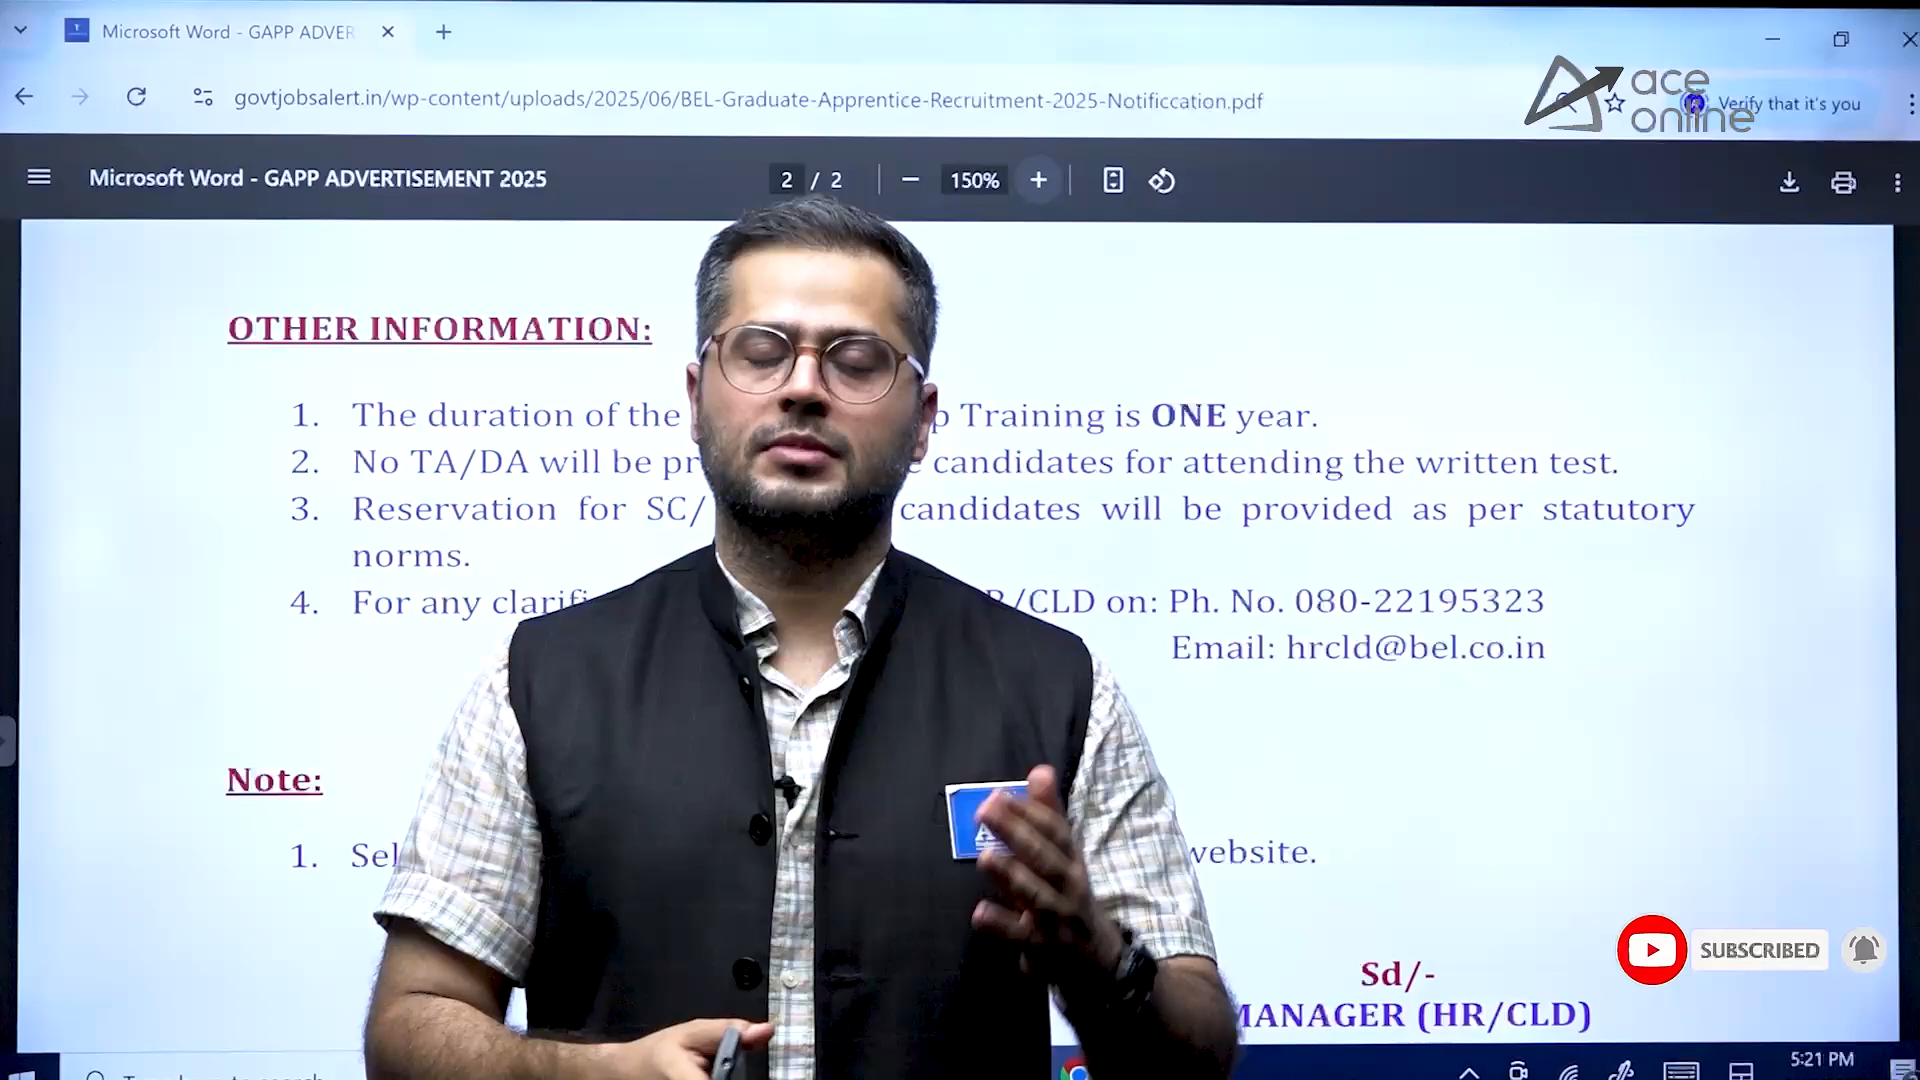 Microsoft Word - GAPP ADVER
govtjobsalert.in/wp-content/uploads/2025/06/BEL-Graduate-Apprentice-Recruitment-2025-Notificcation.pdf
Verify that it's you
ace
online
Microsoft Word - GAPP ADVERTISEMENT 2025
2 / 2
150%
OTHER INFORMATION:
1. The duration of the p Training is ONE year.
2. No TA/DA will be pr e candidates for attending the written test.
3. Reservation for SC/ candidates will be provided as per statutory
norms.
4. For any clarifi R/CLD on: Ph. No. 080-22195323
Email: hrcld@bel.co.in
Note:
1. Sel website.
SUBSCRIBED
Sd/-
MANAGER (HR/CLD)
5:21 PM